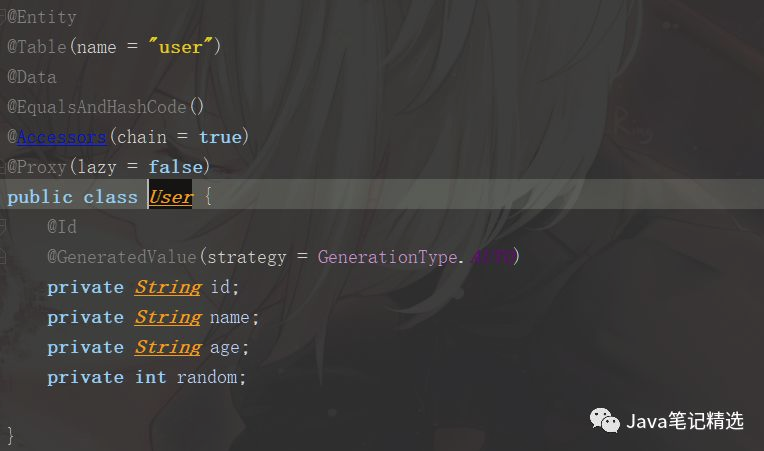 @Entity
@Table(name = "user")
@Data
@EqualsAndHashCode()
@Accessors(chain = true)
@Proxy(lazy = false)
public class User {
@Id
@GeneratedValue(strategy = GenerationType.AUTO)
private String id;
private String name;
private String age;
private int random;
}
Java笔记精选
Ring